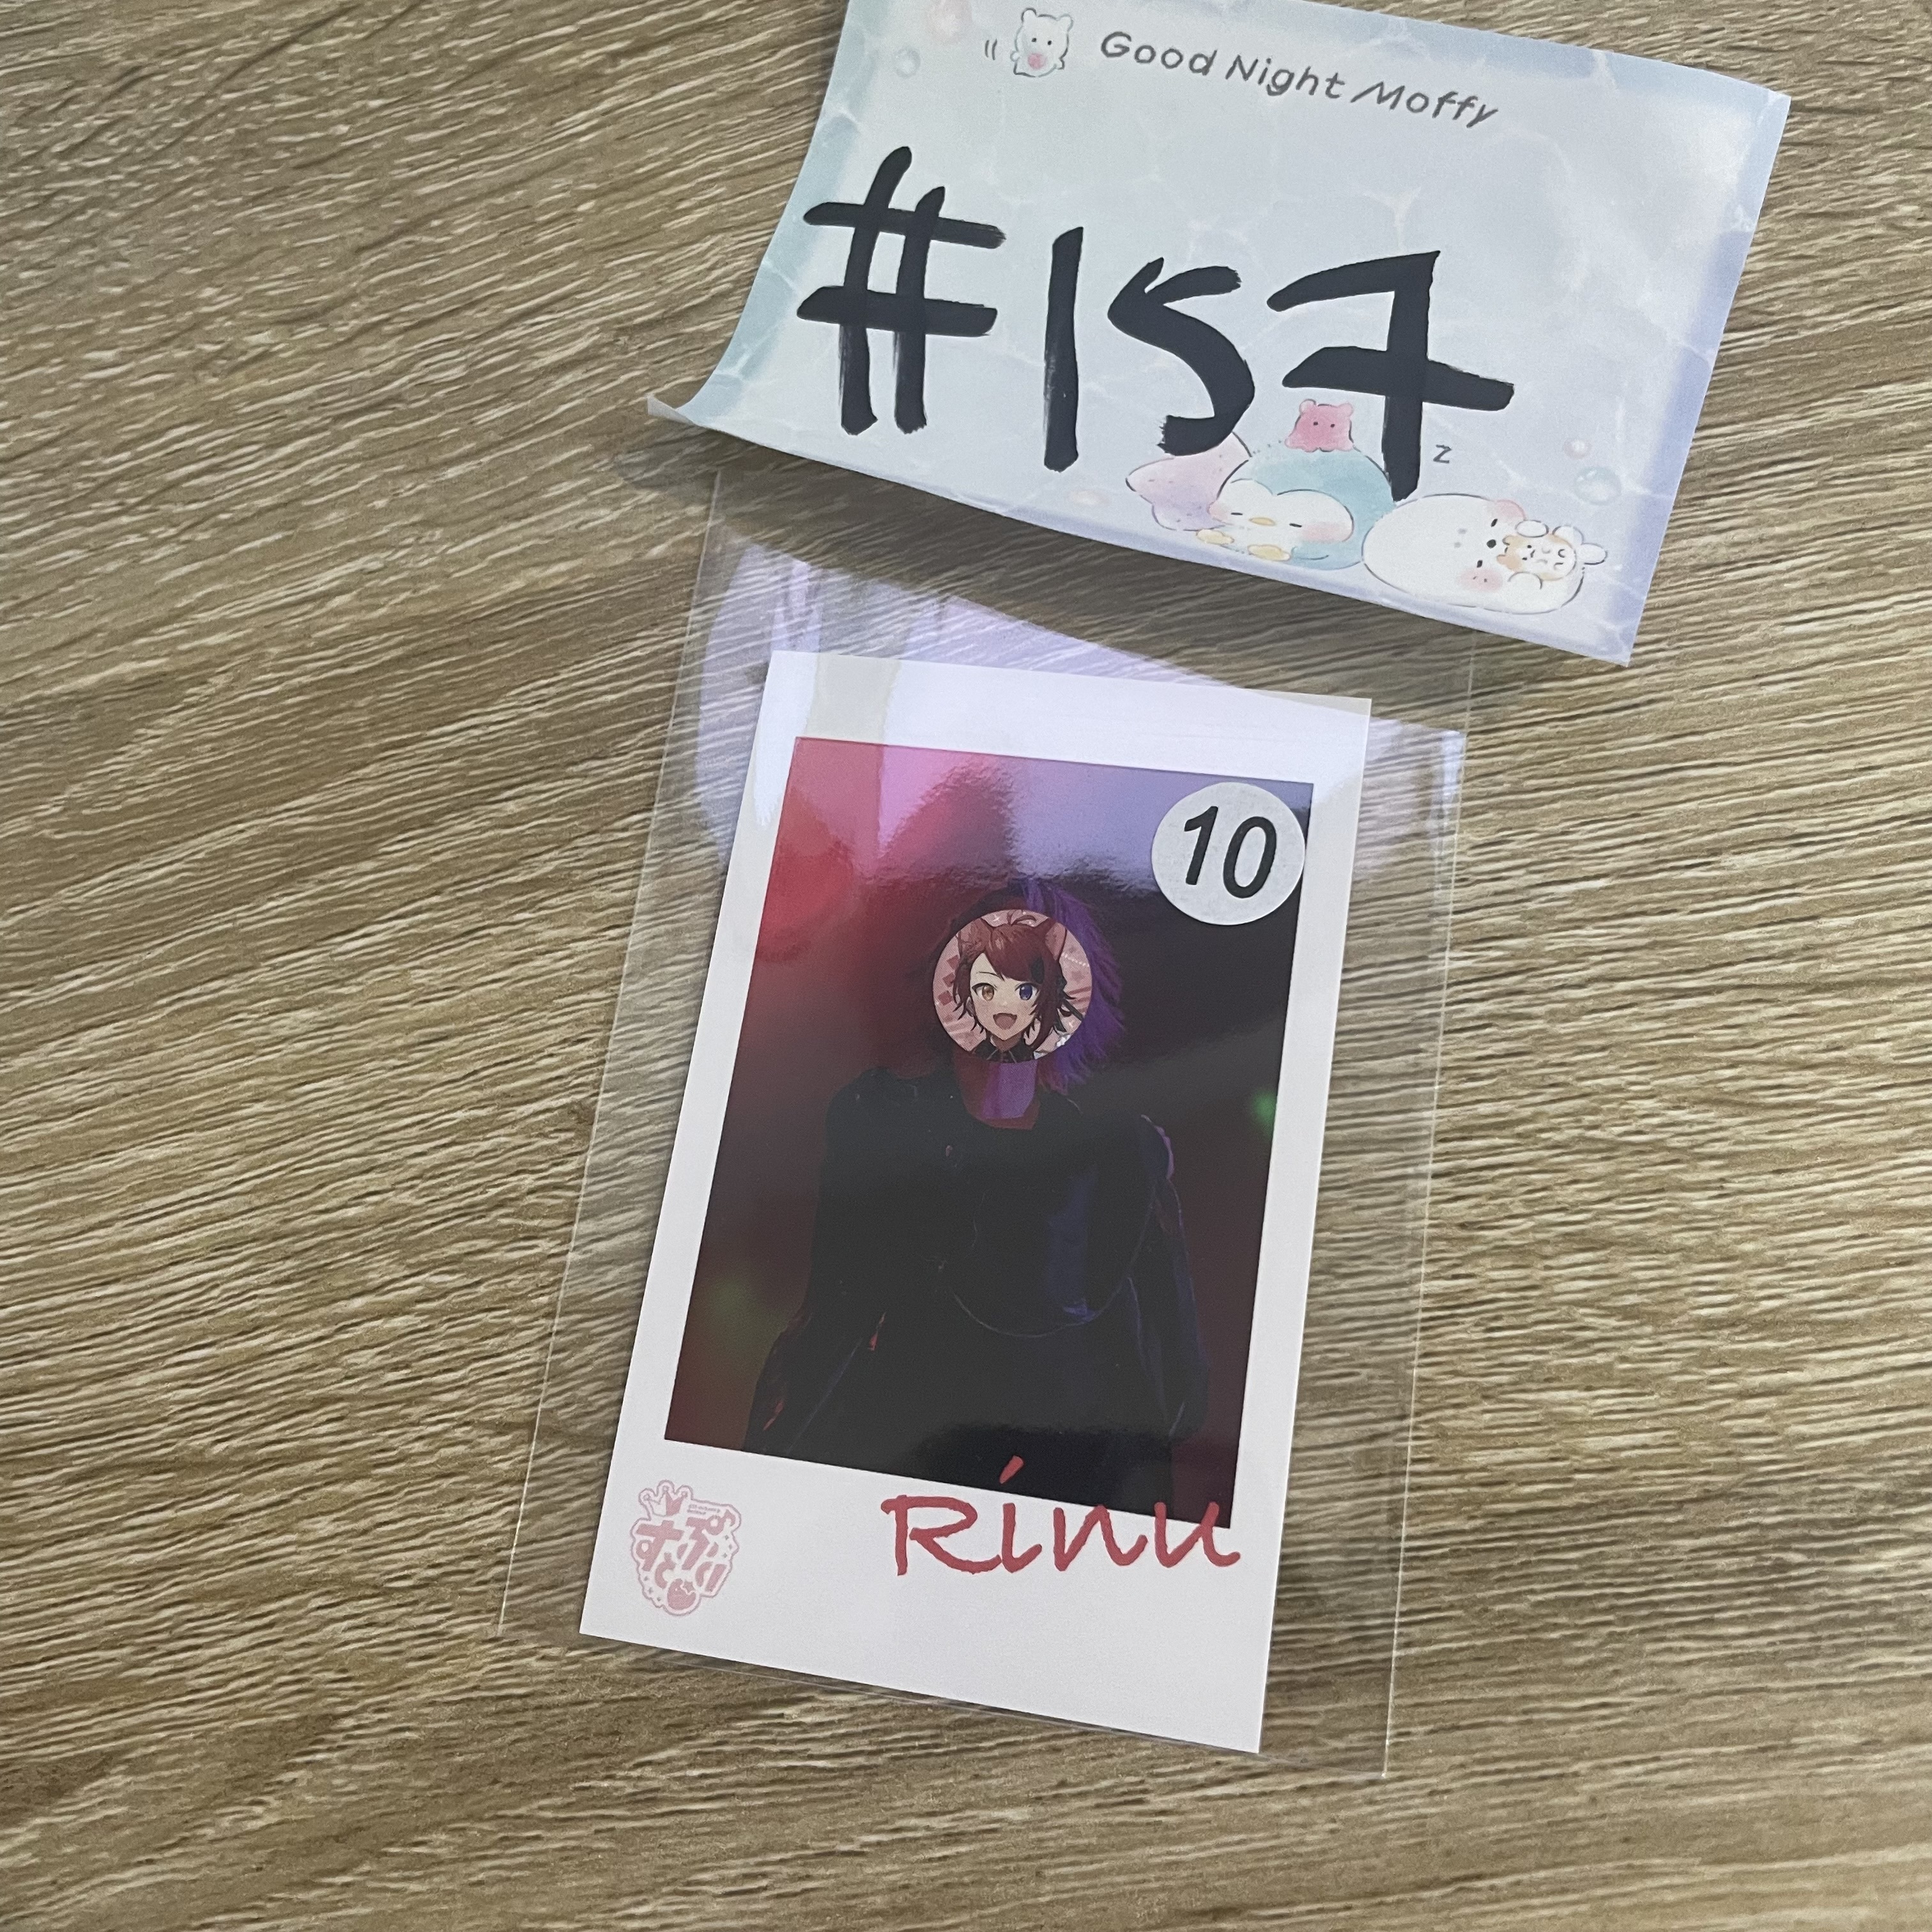 Good Night Moffy
#157
z
10
Rinu
すとぷり